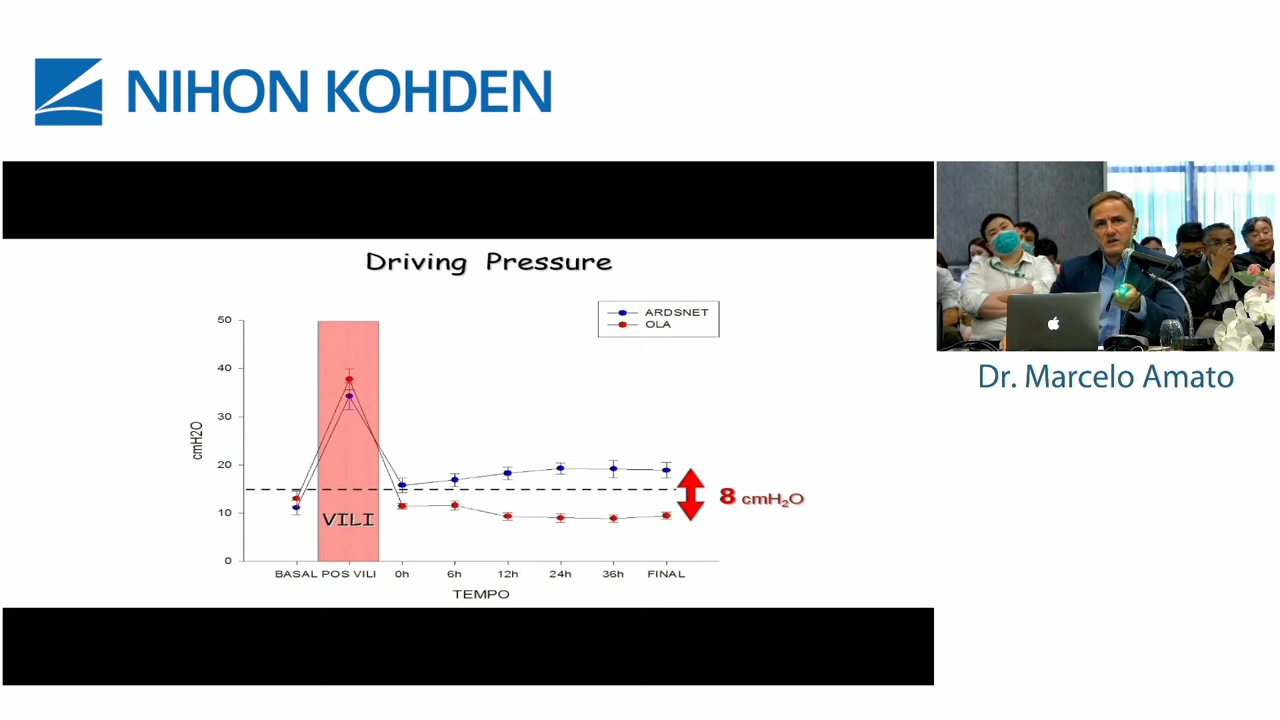 NIHON KOHDEN
Driving Pressure
ARDSNET
OLA
50
40
30
20
10
0
cmH2O
VILI
8 cmH₂O
BASAL POS VILI 0h 6h 12h 24h 36h FINAL
TEMPO
Dr. Marcelo Amato